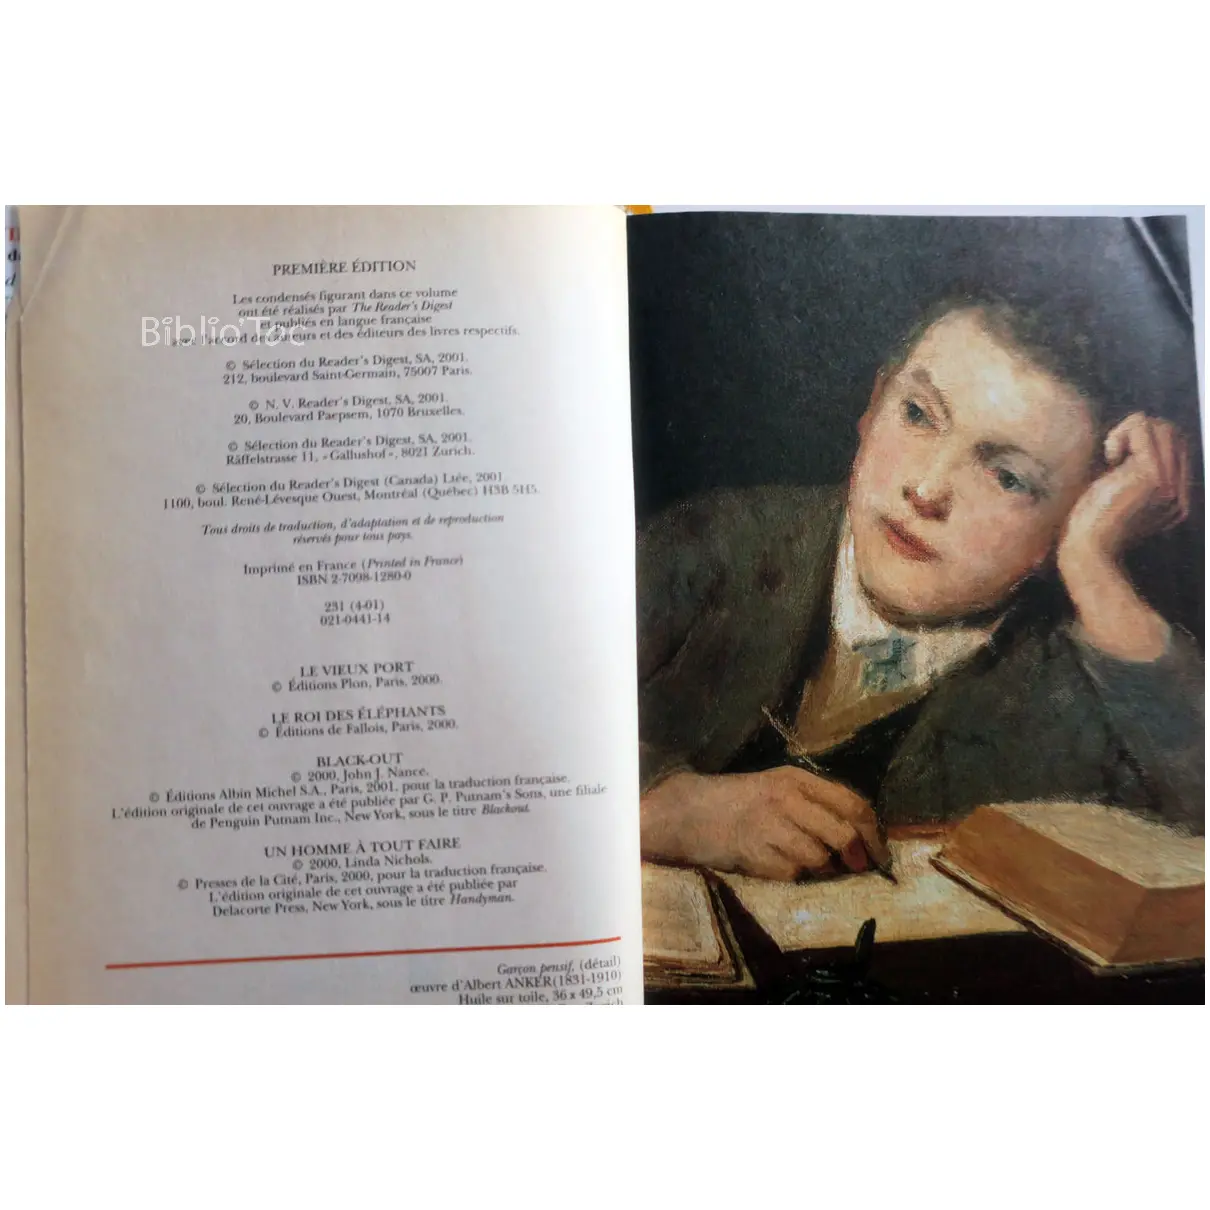 PREMIÈRE ÉDITION
Les condensés figurant dans ce volume
ont été réalisés par The Reader's Digest
et publiés en langue française
avec l'accord des auteurs et des éditeurs des livres respectifs.
Biblio'Toc
© Sélection du Reader's Digest, SA, 2001.
212, boulevard Saint-Germain, 75007 Paris.
© N. V. Reader's Digest, SA, 2001.
20, Boulevard Paepsem, 1070 Bruxelles.
© Sélection du Reader's Digest, SA, 2001.
Räffelstrasse 11, «Gallushof», 8021 Zurich.
© Sélection du Reader's Digest (Canada) Ltée, 2001
1100, boul. René-Lévesque Ouest, Montréal (Québec) H3B 5H5.
Tous droits de traduction, d'adaptation et de reproduction
réservés pour tous pays.
Imprimé en France (Printed in France)
ISBN 2-7098-1280-0
231 (4-01)
021-0441-14
LE VIEUX PORT
© Éditions Plon, Paris, 2000.
LE ROI DES ÉLÉPHANTS
© Éditions de Fallois, Paris, 2000.
BLACK-OUT
© 2000, John J. Nance.
© Éditions Albin Michel S.A., Paris, 2001, pour la traduction française.
L'édition originale de cet ouvrage a été publiée par G. P. Putnam's Sons, une filiale
de Penguin Putnam Inc., New York, sous le titre Blackout.
UN HOMME À TOUT FAIRE
© 2000, Linda Nichols.
© Presses de la Cité, Paris, 2000, pour la traduction française.
L'édition originale de cet ouvrage a été publiée par
Delacorte Press, New York, sous le titre Handyman.
Garçon pensif, (détail)
œuvre d'Albert ANKER(1831-1910)
Huile sur toile, 36 x 49,5 cm
Zurich